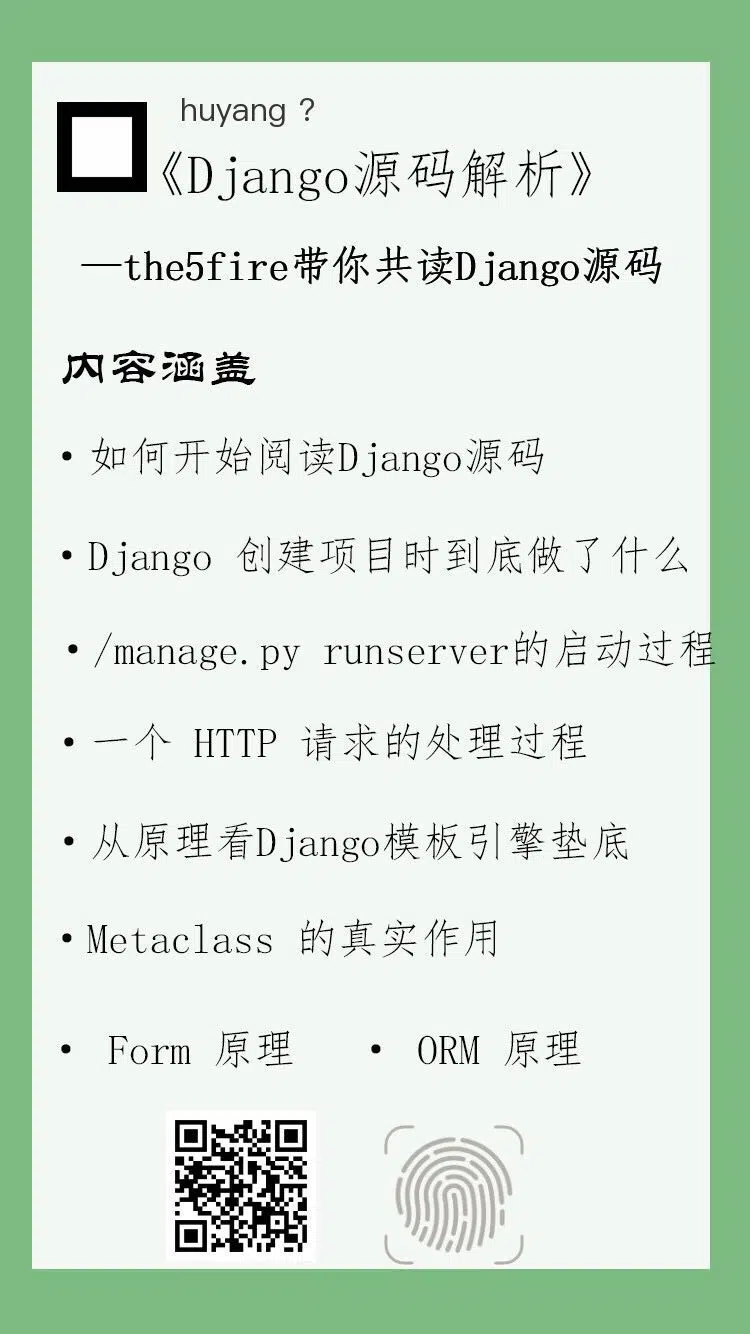 huyang ?
《Django源码解析》
—the5fire带你共读Django源码
内容涵盖
• 如何开始阅读Django源码
• Django 创建项目时到底做了什么
• /manage.py runserver的启动过程
• 一个 HTTP 请求的处理过程
• 从原理看Django模板引擎垫底
• Metaclass 的真实作用
• Form 原理 • ORM 原理